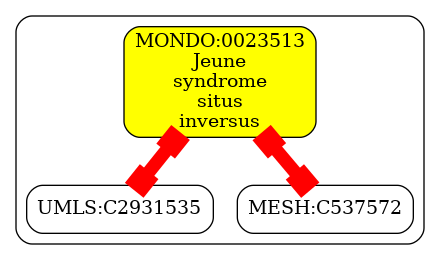 MONDO:0023513
Jeune
syndrome
situs
inversus
UMLS:C2931535
MESH:C537572